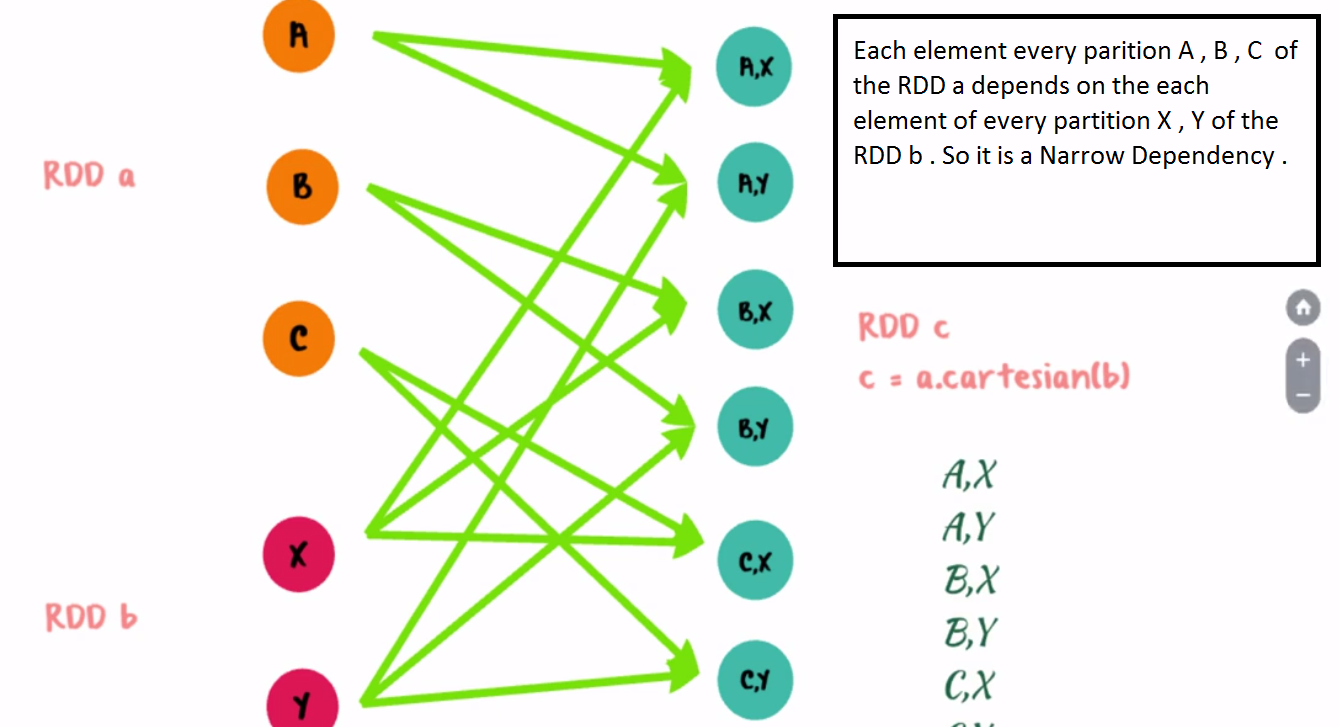 A
B
C
X
Y
RDD a
RDD b
A,X
A,Y
B,X
B,Y
C,X
C,Y
Each element every parition A , B , C of
the RDD a depends on the each
element of every partition X , Y of the
RDD b . So it is a Narrow Dependency .
RDD c
c = a.cartesian(b)
A,X
A,Y
B,X
B,Y
C,X